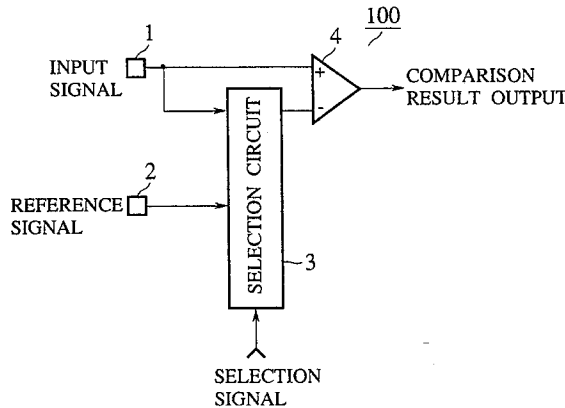 100
1
4
INPUT
SIGNAL
+
-
COMPARISON
RESULT OUTPUT
SELECTION CIRCUIT
2
REFERENCE
SIGNAL
3
SELECTION
SIGNAL